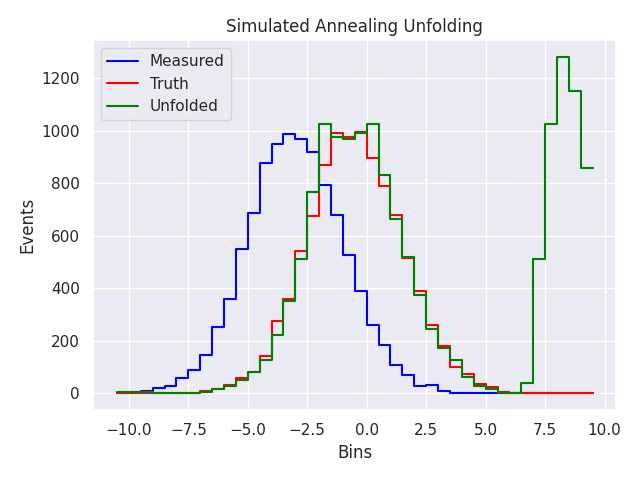 Simulated Annealing Unfolding
Measured
Truth
Unfolded
Events
1200
1000
800
600
400
200
0
−10.0 −7.5 −5.0 −2.5 0.0 2.5 5.0 7.5 10.0
Bins